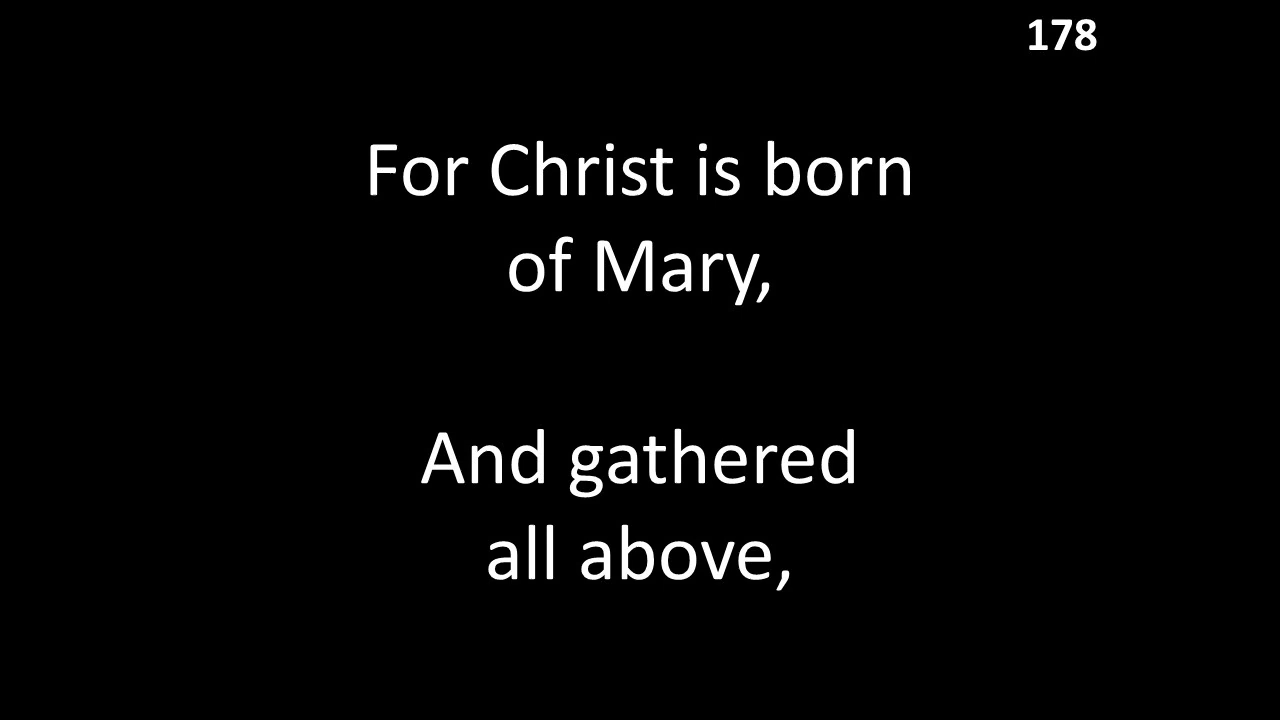 178
For Christ is born
of Mary,
And gathered
all above,